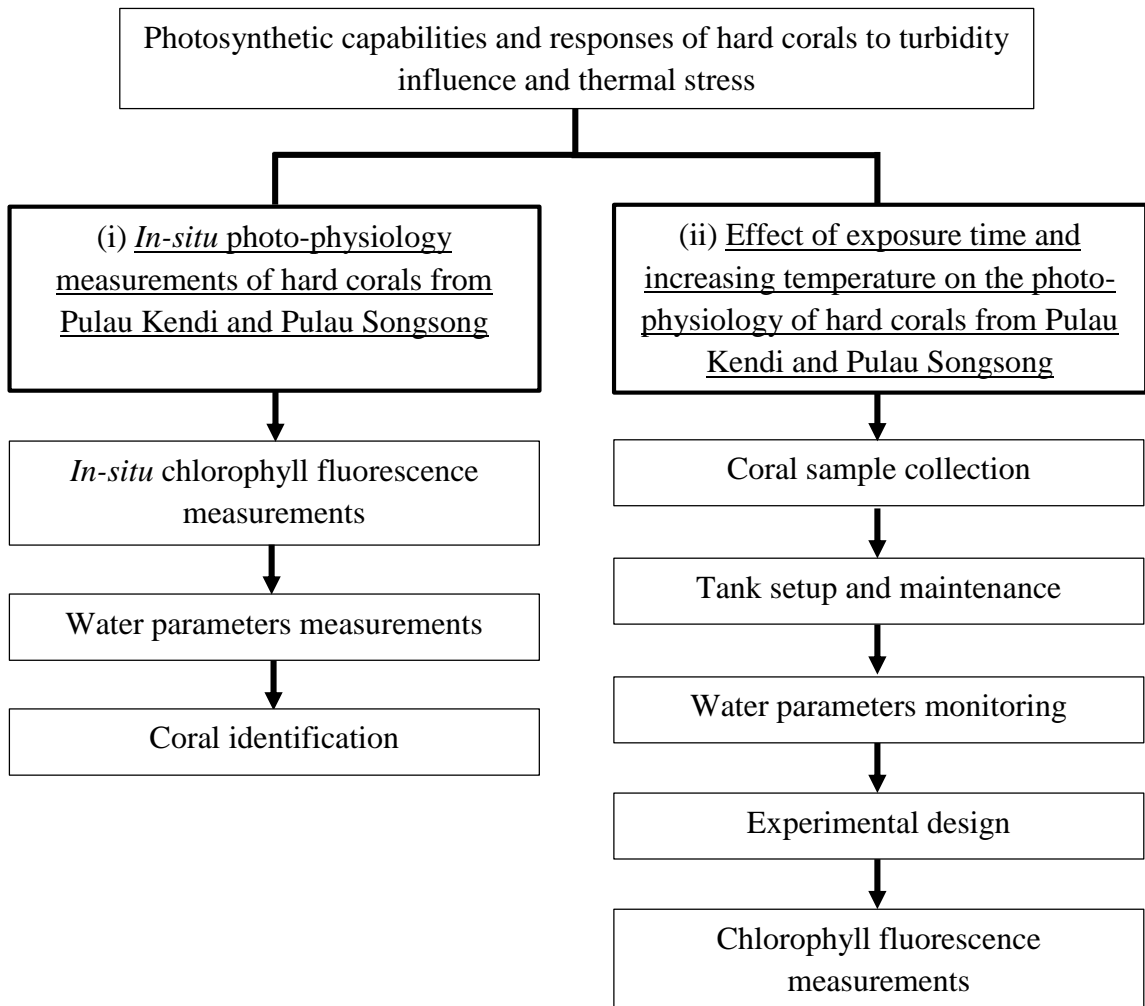 Photosynthetic capabilities and responses of hard corals to turbidity
influence and thermal stress
(i) In-situ photo-physiology
measurements of hard corals from
Pulau Kendi and Pulau Songsong
In-situ chlorophyll fluorescence
measurements
Water parameters measurements
Coral identification
(ii) Effect of exposure time and
increasing temperature on the photo-
physiology of hard corals from Pulau
Kendi and Pulau Songsong
Coral sample collection
Tank setup and maintenance
Water parameters monitoring
Experimental design
Chlorophyll fluorescence
measurements